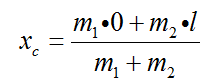 x_c = (m_1•0 + m_2•l) / (m_1 + m_2)